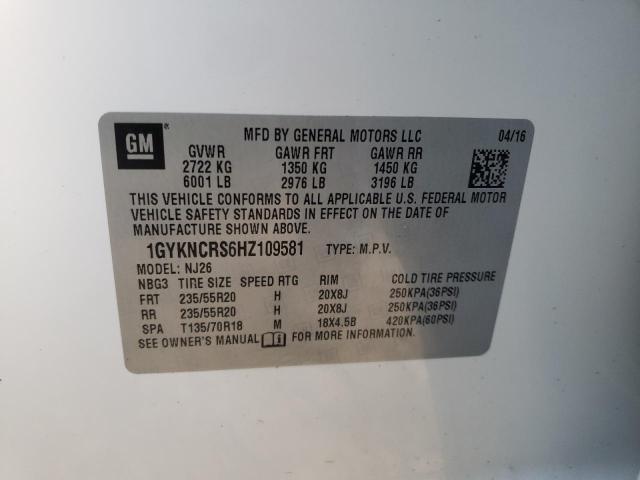 GM®
MFD BY GENERAL MOTORS LLC 04/16
GVWR GAWR FRT GAWR RR
2722 KG 1350 KG 1450 KG
6001 LB 2976 LB 3196 LB
THIS VEHICLE CONFORMS TO ALL APPLICABLE U.S. FEDERAL MOTOR
VEHICLE SAFETY STANDARDS IN EFFECT ON THE DATE OF
MANUFACTURE SHOWN ABOVE.
1GYKNCRS6HZ109581 TYPE: M.P.V.
MODEL: NJ26
NBG3 TIRE SIZE SPEED RTG RIM COLD TIRE PRESSURE
FRT 235/55R20 H 20X8J 250KPA(36PSI)
RR 235/55R20 H 20X8J 250KPA(36PSI)
SPA T135/70R18 M 18X4.5B 420KPA(60PSI)
SEE OWNER'S MANUAL FOR MORE INFORMATION.